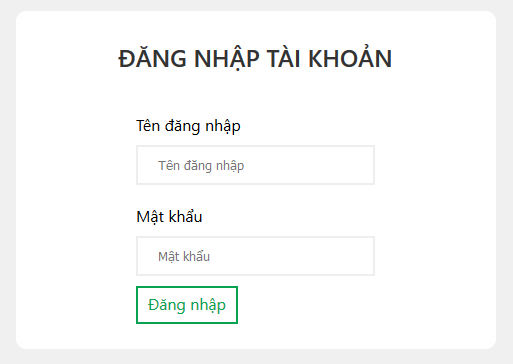 ĐĂNG NHẬP TÀI KHOẢN
Tên đăng nhập
Tên đăng nhập
Mật khẩu
Mật khẩu
Đăng nhập